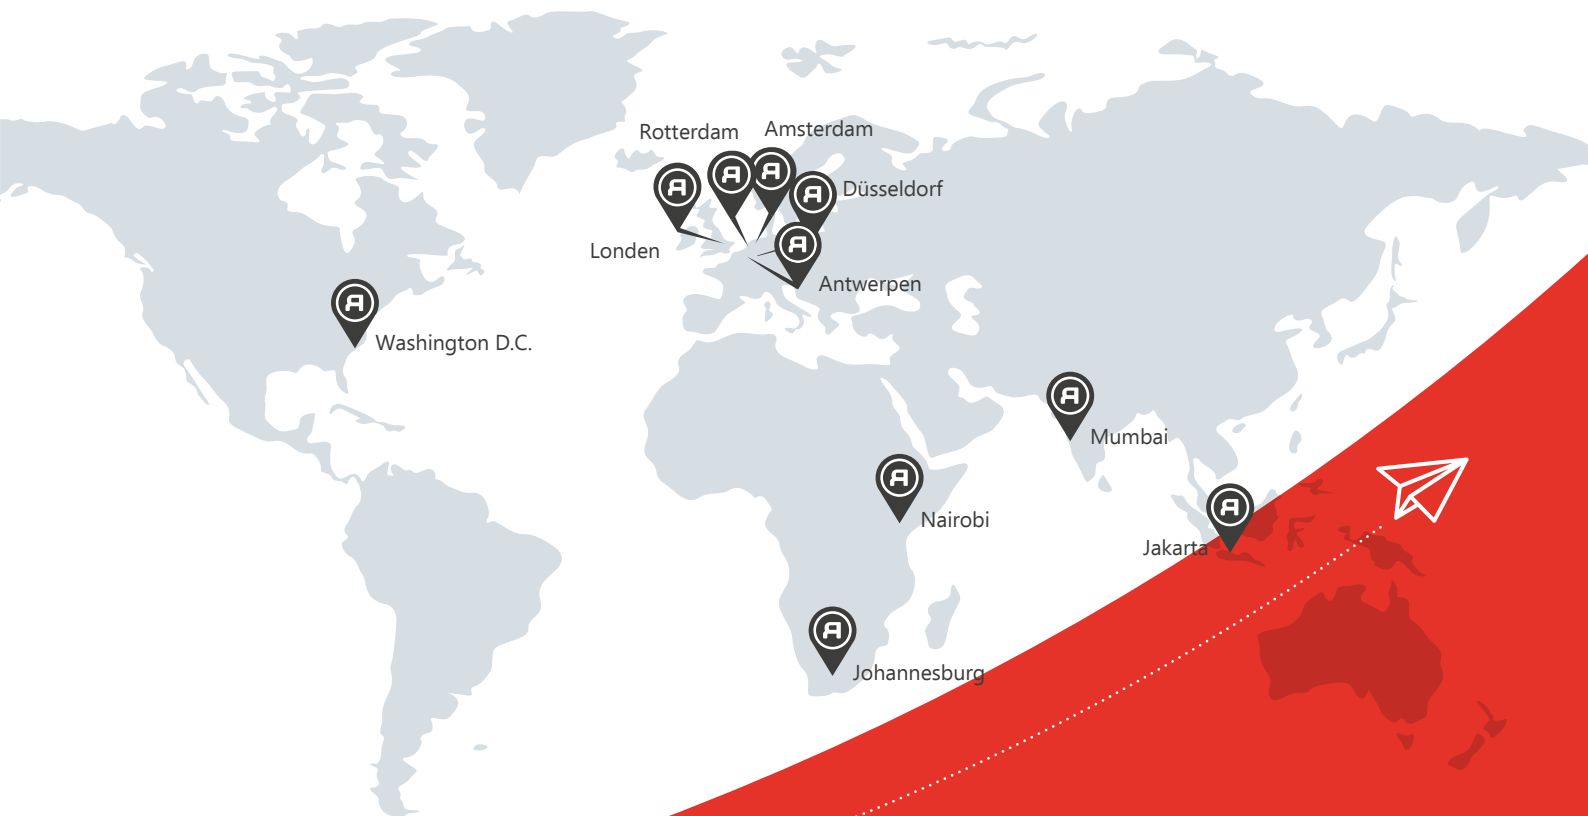 Rotterdam
Amsterdam
Düsseldorf
Londen
Antwerpen
Washington D.C.
Mumbai
Nairobi
Jakarta
Johannesburg